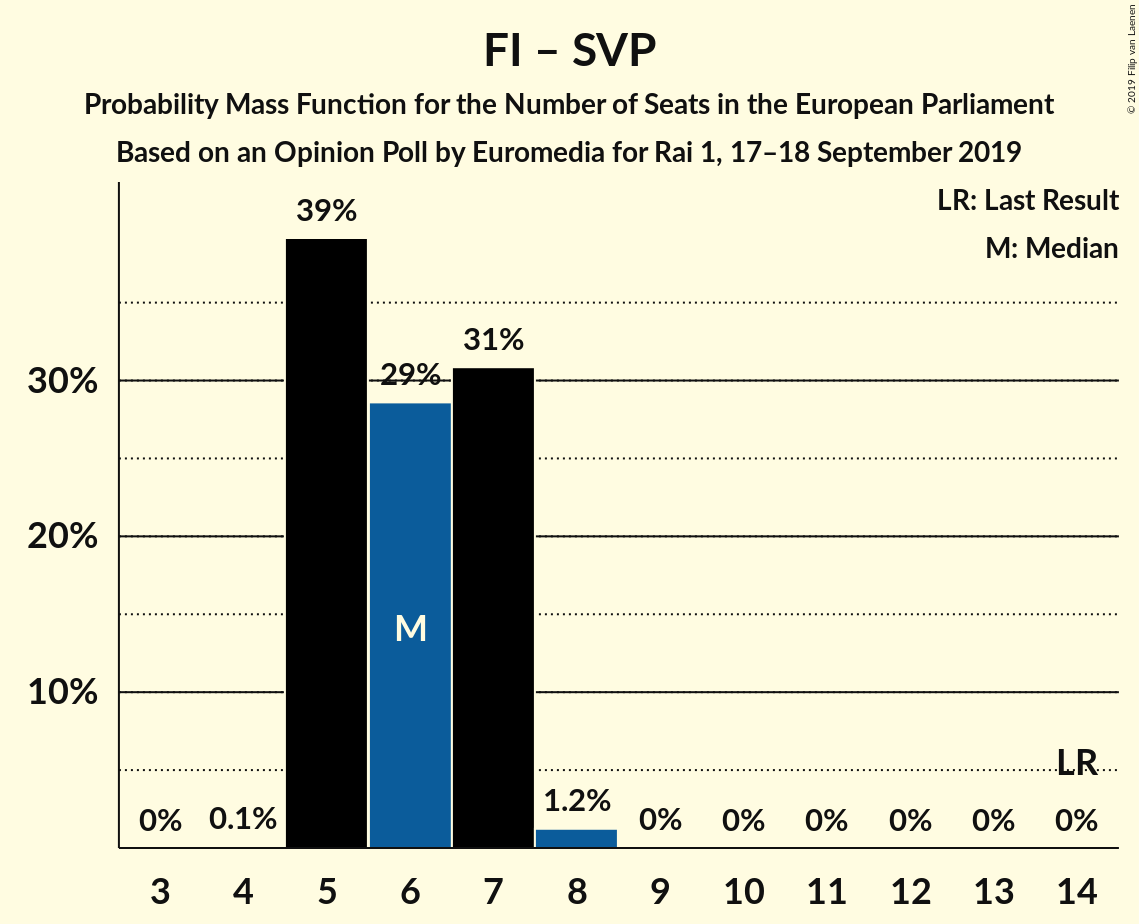 FI – SVP
Probability Mass Function for the Number of Seats in the European Parliament
Based on an Opinion Poll by Euromedia for Rai 1, 17–18 September 2019
© 2019 Filip van Laenen
LR: Last Result
M: Median
39%
31%
29%
30%
20%
M
10%
LR
0% 0.1% 1.2% 0% 0% 0% 0% 0% 0%
3 4 5 6 7 8 9 10 11 12 13 14